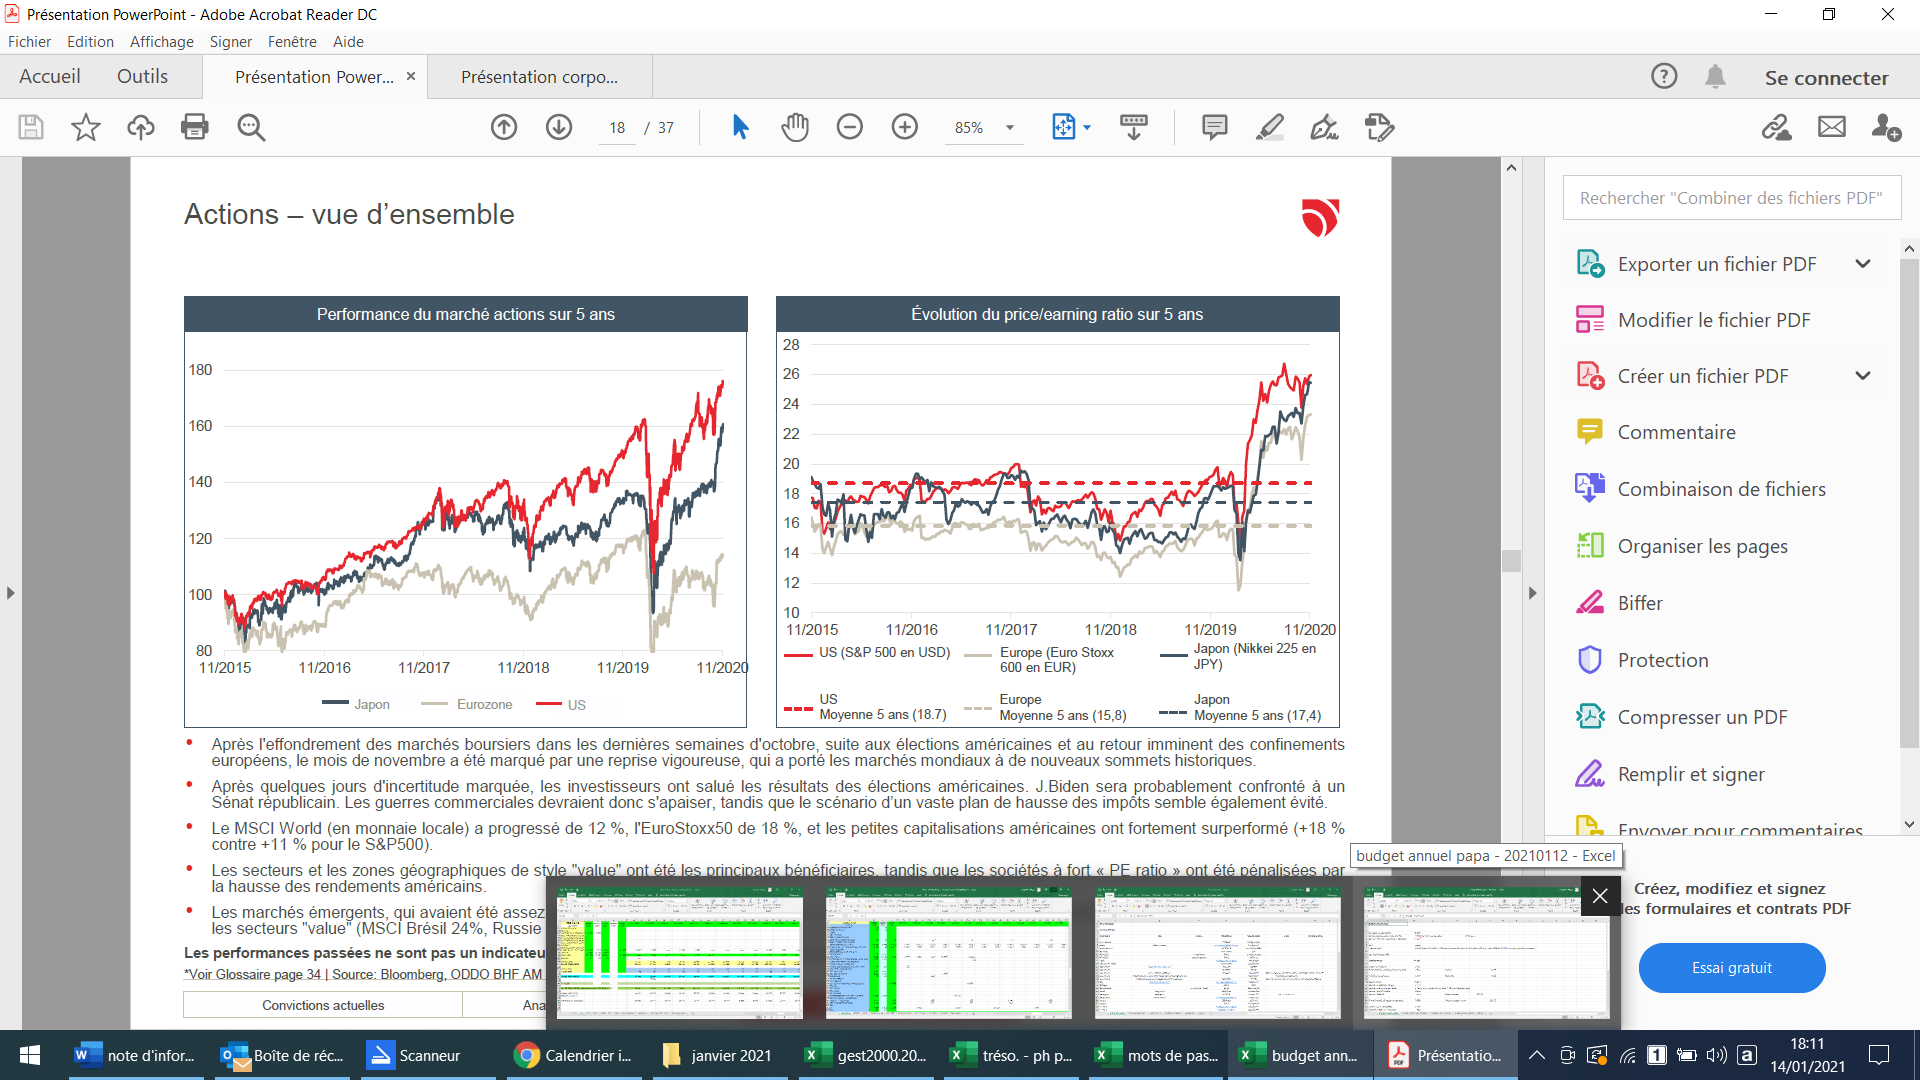 Présentation PowerPoint - Adobe Acrobat Reader DC
Fichier Edition Affichage Signer Fenêtre Aide
Accueil Outils Présentation Power... × Présentation corpo... Se connecter
18 / 37 85%
Actions – vue d'ensemble
Performance du marché actions sur 5 ans
180
160
140
120
100
80
11/2015 11/2016 11/2017 11/2018 11/2019 11/2020
Japon Eurozone US
Évolution du price/earning ratio sur 5 ans
28
26
24
22
20
18
16
14
12
10
11/2015 11/2016 11/2017 11/2018 11/2019 11/2020
US (S&P 500 en USD) Europe (Euro Stoxx 600 en EUR) Japon (Nikkei 225 en JPY)
US Moyenne 5 ans (18.7) Europe Moyenne 5 ans (15,8) Japon Moyenne 5 ans (17,4)
• Après l'effondrement des marchés boursiers dans les dernières semaines d'octobre, suite aux élections américaines et au retour imminent des confinements
européens, le mois de novembre a été marqué par une reprise vigoureuse, qui a porté les marchés mondiaux à de nouveaux sommets historiques.
• Après quelques jours d'incertitude marquée, les investisseurs ont salué les résultats des élections américaines. J.Biden sera probablement confronté à un
Sénat républicain. Les guerres commerciales devraient donc s'apaiser, tandis que le scénario d'un vaste plan de hausse des impôts semble également évité.
• Le MSCI World (en monnaie locale) a progressé de 12 %, l'EuroStoxx50 de 18 %, et les petites capitalisations américaines ont fortement surperformé (+18 %
contre +11 % pour le S&P500).
• Les secteurs et les zones géographiques de style "value" ont été les principaux bénéficiaires, tandis que les sociétés à fort « PE ratio » ont été pénalisées par
la hausse des rendements américains.
• Les marchés émergents, qui avaient été assez
les secteurs "value" (MSCI Brésil 24%, Russie
Les performances passées ne sont pas un indicateu
*Voir Glossaire page 34 | Source: Bloomberg, ODDO BHF AM
Convictions actuelles Ana
Rechercher "Combiner des fichiers PDF"
Exporter un fichier PDF
Modifier le fichier PDF
Créer un fichier PDF
Commentaire
Combinaison de fichiers
Organiser les pages
Biffer
Protection
Compresser un PDF
Remplir et signer
Envoyer pour commentaires
budget annuel papa - 20210112 - Excel
Créez, modifiez et signez
les formulaires et contrats PDF
Essai gratuit
note d'infor... Boîte de réc... Scanneur Calendrier i... janvier 2021 gest2000.20... tréso. - ph p... mots de pas... budget ann... Présentatio...
18:11
14/01/2021